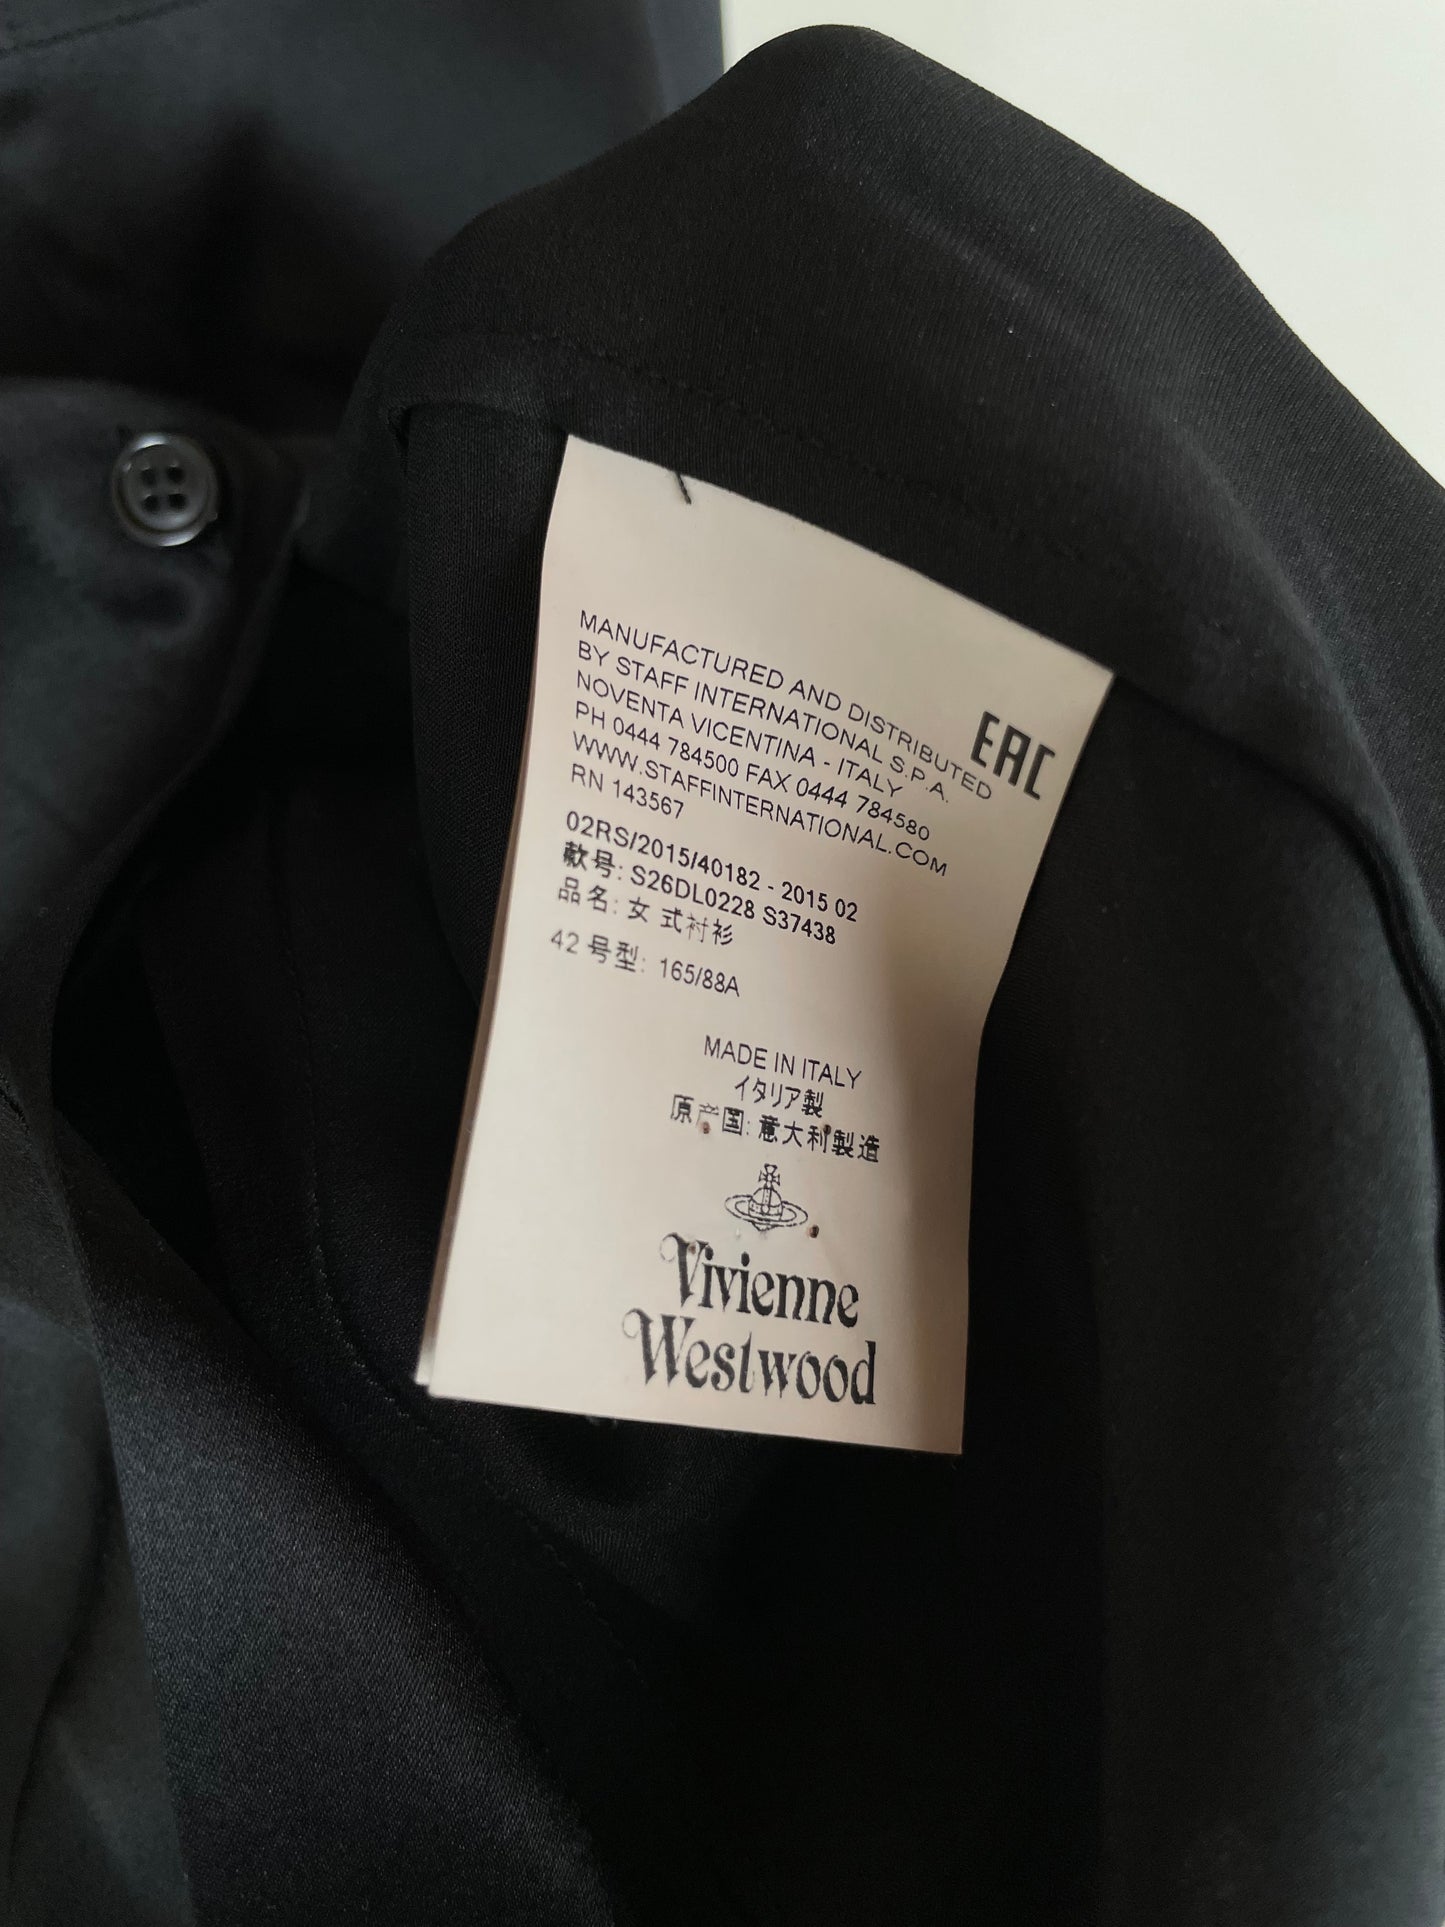 MANUFACTURED AND DISTRIBUTED
BY STAFF INTERNATIONAL S.P.A.
NOVENTA VICENTINA - ITALY
PH 0444 784500 FAX 0444 784580
WWW.STAFFINTERNATIONAL.COM
RN 143567
EAC
02RS/2015/40182 - 2015 02
款号: S26DL0228 S37438
品名: 女 式衬衫
42 号型: 165/88A
MADE IN ITALY
イタリア製
原产国: 意大利製造
Vivienne
Westwood